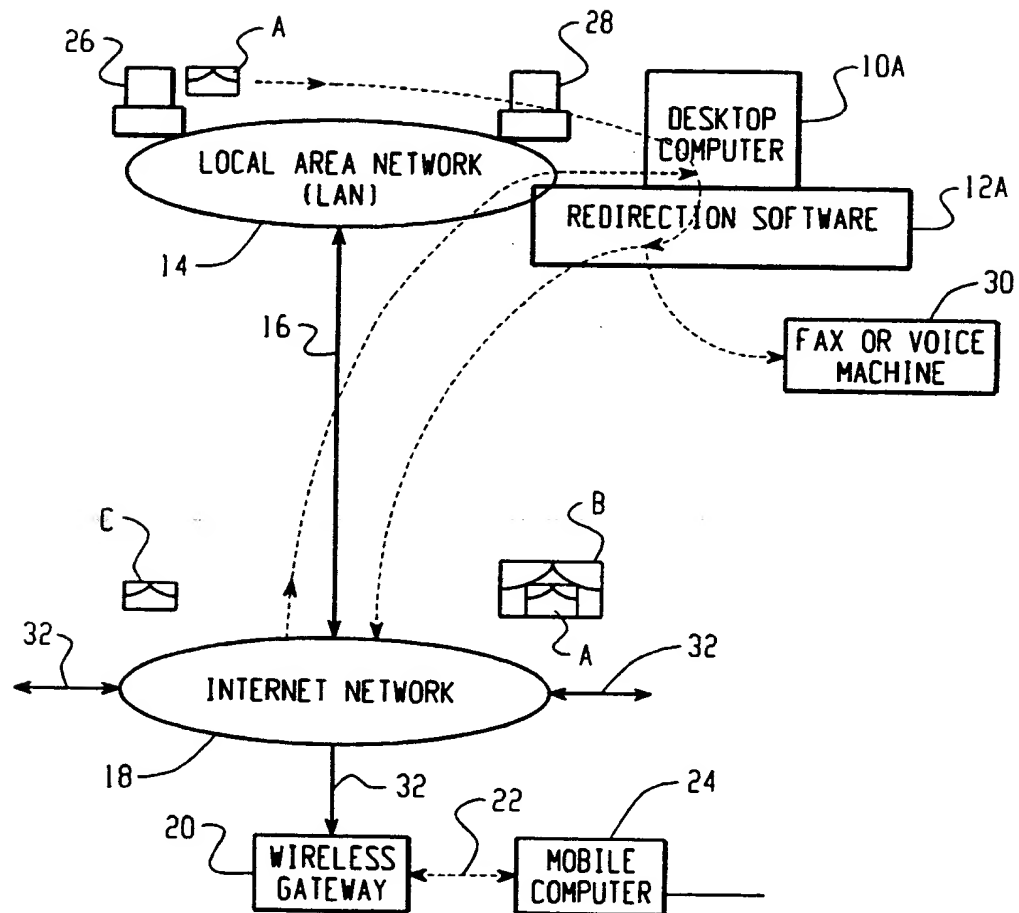 26
A
28
10A
DESKTOP
COMPUTER
LOCAL AREA NETWORK
(LAN)
12A
REDIRECTION SOFTWARE
14
30
16
FAX OR VOICE
MACHINE
C
B
A
32
32
INTERNET NETWORK
18
32
22
24
20
WIRELESS
GATEWAY
MOBILE
COMPUTER